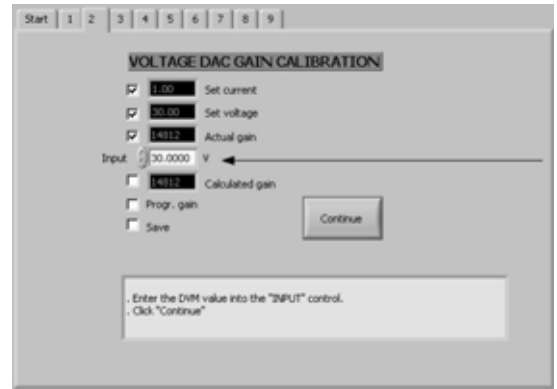 Start 1 2 3 4 5 6 7 8 9
VOLTAGE DAC GAIN CALIBRATION
1.00 Set current
30.00 Set voltage
14812 Actual gain
Input 30.0000 V
14812 Calculated gain
Progr. gain
Save
Continue
. Enter the DVM value into the "INPUT" control.
. Click "Continue"